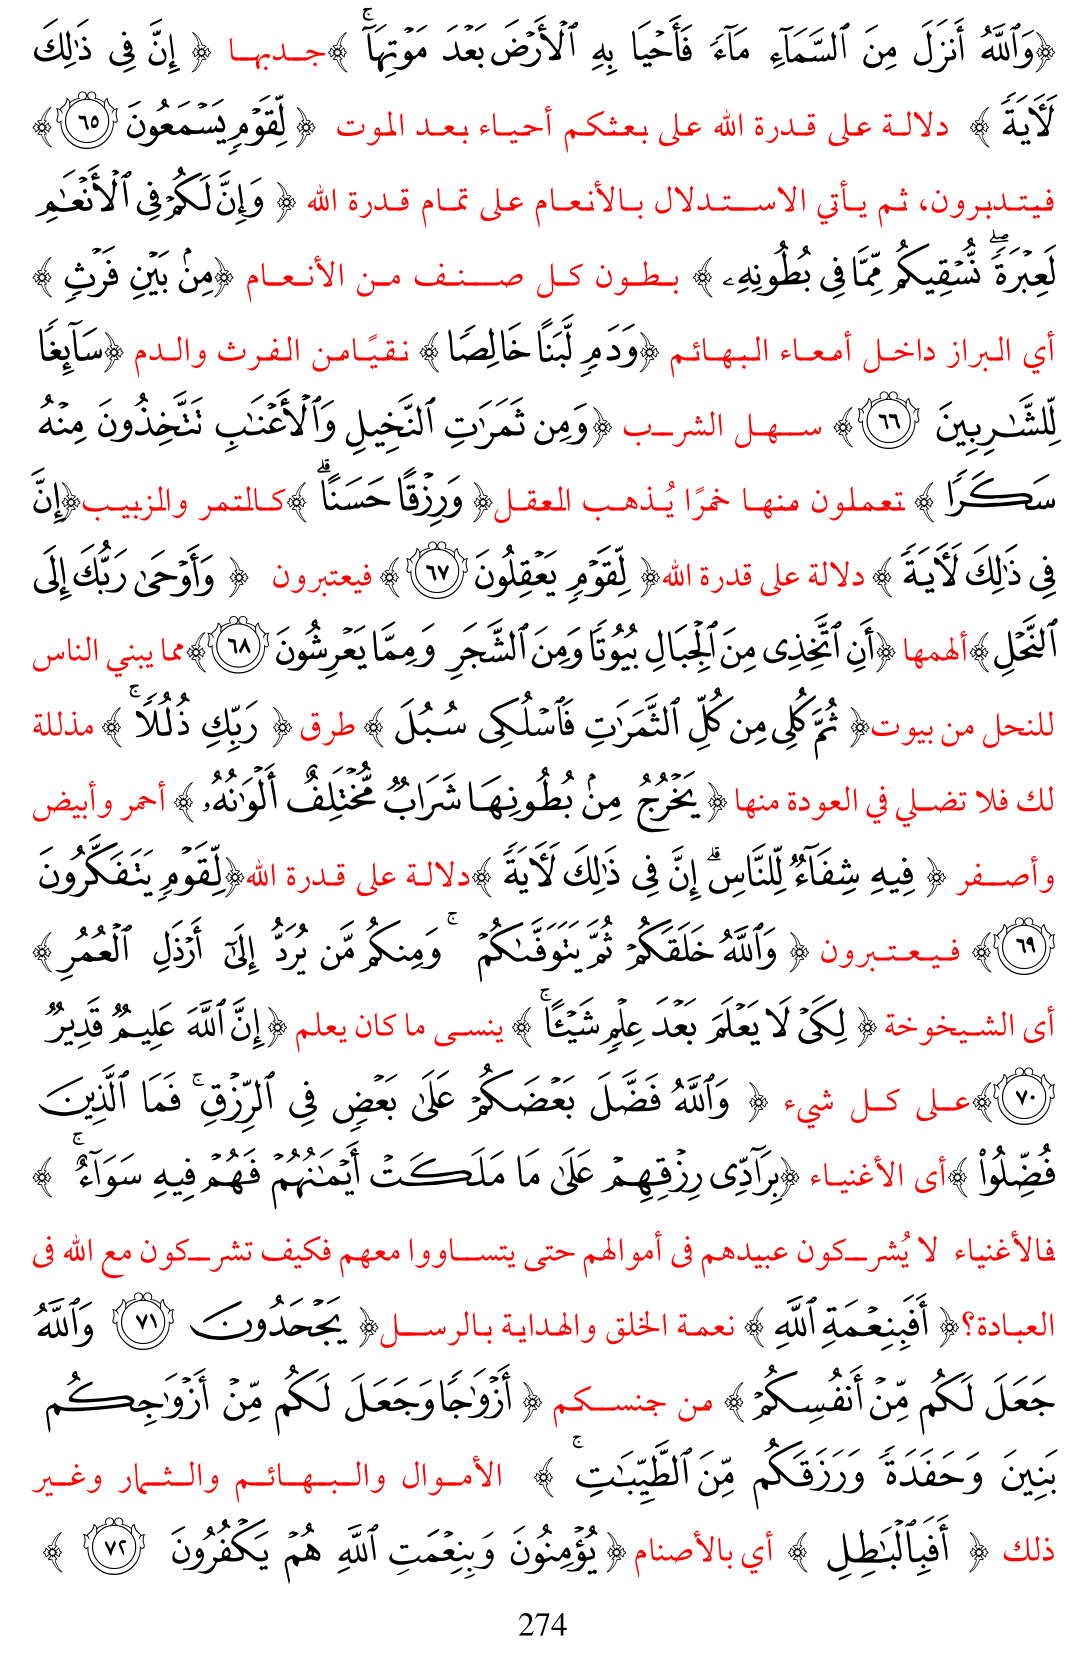 ﴿وَٱللَّهُ أَنزَلَ مِنَ ٱلسَّمَآءِ مَآءٗ فَأَحۡيَا بِهِ ٱلۡأَرۡضَ بَعۡدَ مَوۡتِهَآۚ ﴾جدبها ﴿ إِنَّ فِي ذَٰلِكَ
لَأٓيَةٗ ﴾ دلالة على قدرة الله على بعثكم أحياء بعد الموت ﴿ لِّقَوۡمٖ يَسۡمَعُونَ ٦٥﴾
فيتدبرون، ثم يأتي الاستدلال بالأنعام على تمام قدرة الله ﴿ وَإِنَّ لَكُمۡ فِي ٱلۡأَنۡعَٰمِ
لَعِبۡرَةٗۖ نُّسۡقِيكُم مِّمَّا فِي بُطُونِهِۦ ﴾ بطون كل صنف من الأنعام ﴿مِنۢ بَيۡنِ فَرۡثٖ ﴾
أي البراز داخل أمعاء البهائم ﴿وَدَمٖ لَّبَنًا خَالِصٗا ﴾ نقيًامن الفرث والدم ﴿سَآئِغٗا
لِّلشَّٰرِبِينَ ٦٦﴾ سهل الشرب ﴿وَمِن ثَمَرَٰتِ ٱلنَّخِيلِ وَٱلۡأَعۡنَٰبِ تَتَّخِذُونَ مِنۡهُ
سَكَرٗا ﴾ تعملون منها خمرًا يُذهب العقل﴿ وَرِزۡقًا حَسَنًاۗ ﴾كالتمر والزبيب﴿إِنَّ
فِي ذَٰلِكَ لَأٓيَةٗ ﴾ دلالة على قدرة الله﴿ لِّقَوۡمٖ يَعۡقِلُونَ ٦٧﴾ فيعتبرون ﴿ وَأَوۡحَىٰ رَبُّكَ إِلَى
ٱلنَّحۡلِ﴾ألهمها ﴿أَنِ ٱتَّخِذِي مِنَ ٱلۡجِبَالِ بُيُوتٗا وَمِنَ ٱلشَّجَرِ وَمِمَّا يَعۡرِشُونَ ٦٨﴾مما يبني الناس
للنحل من بيوت﴿ ثُمَّ كُلِي مِن كُلِّ ٱلثَّمَرَٰتِ فَٱسۡلُكِي سُبُلَ ﴾ طرق ﴿ رَبِّكِ ذُلُلٗاۚ ﴾ مذللة
لك فلا تضلي في العودة منها ﴿ يَخۡرُجُ مِنۢ بُطُونِهَا شَرَابٞ مُّخۡتَلِفٌ أَلۡوَٰنُهُۥ ﴾ أحمر وأبيض
وأصفر ﴿ فِيهِ شِفَآءٞ لِّلنَّاسِۗ إِنَّ فِي ذَٰلِكَ لَأٓيَةٗ ﴾دلالة على قدرة الله﴿لِّقَوۡمٖ يَتَفَكَّرُونَ
٦٩﴾ فيعتبرون ﴿ وَٱللَّهُ خَلَقَكُمۡ ثُمَّ يَتَوَفَّىٰكُمۡۚ وَمِنكُم مَّن يُرَدُّ إِلَىٰٓ أَرۡذَلِ ٱلۡعُمُرِ ﴾
أى الشيخوخة ﴿ لِكَيۡ لَا يَعۡلَمَ بَعۡدَ عِلۡمٖ شَيۡـًٔاۚ ﴾ ينسى ما كان يعلم ﴿إِنَّ ٱللَّهَ عَلِيمٞ قَدِيرٞ
٧٠﴾على كل شيء ﴿ وَٱللَّهُ فَضَّلَ بَعۡضَكُمۡ عَلَىٰ بَعۡضٖ فِي ٱلرِّزۡقِۚ فَمَا ٱلَّذِينَ
فُضِّلُواْ ﴾أى الأغنياء ﴿بِرَآدِّي رِزۡقِهِمۡ عَلَىٰ مَا مَلَكَتۡ أَيۡمَٰنُهُمۡ فَهُمۡ فِيهِ سَوَآءٌۚ ﴾
فالأغنياء لا يُشركون عبيدهم فى أموالهم حتى يتساووا معهم فكيف تشركون مع الله فى
العبادة؟﴿ أَفَبِنِعۡمَةِ ٱللَّهِ ﴾ نعمة الخلق والهداية بالرسل﴿ يَجۡحَدُونَ ٧١ وَٱللَّهُ
جَعَلَ لَكُم مِّنۡ أَنفُسِكُمۡ ﴾ من جنسكم ﴿ أَزۡوَٰجٗا وَجَعَلَ لَكُم مِّنۡ أَزۡوَٰجِكُم
بَنِينَ وَحَفَدَةٗ وَرَزَقَكُم مِّنَ ٱلطَّيِّبَٰتِۚ ﴾ الأموال والبهائم والثمار وغير
ذلك ﴿ أَفَبِٱلۡبَٰطِلِ ﴾ أي بالأصنام ﴿ يُؤۡمِنُونَ وَبِنِعۡمَتِ ٱللَّهِ هُمۡ يَكۡفُرُونَ ٧٢ ﴾
274